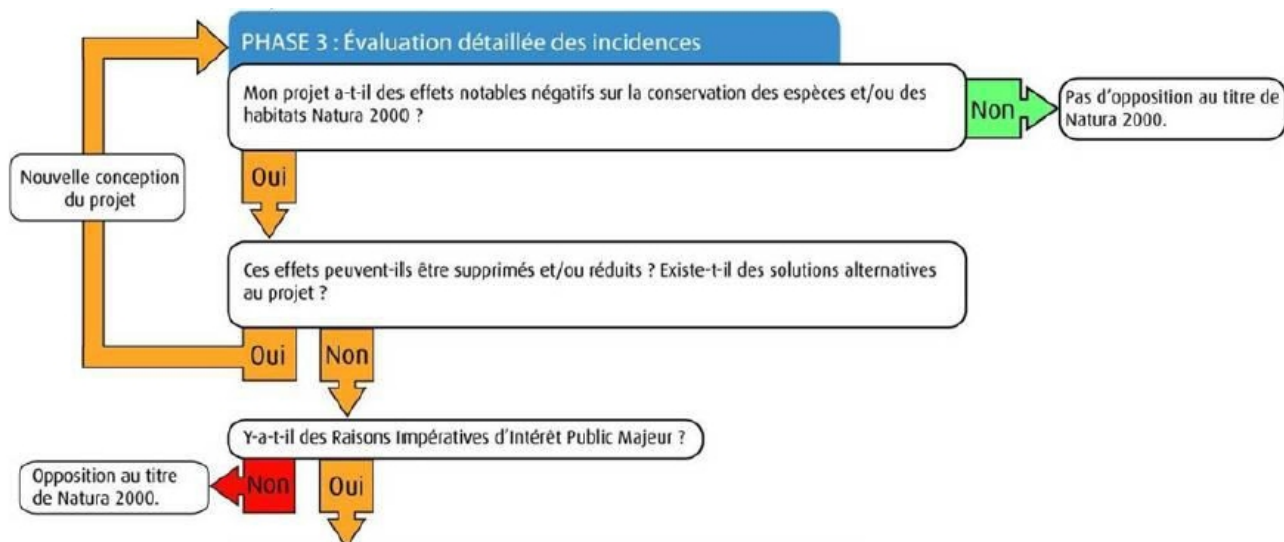 PHASE 3 : Évaluation détaillée des incidences
Mon projet a-t-il des effets notables négatifs sur la conservation des espèces et/ou des
habitats Natura 2000 ?
Non
Pas d'opposition au titre de
Natura 2000.
Oui
Nouvelle conception
du projet
Ces effets peuvent-ils être supprimés et/ou réduits ? Existe-t-il des solutions alternatives
au projet ?
Oui
Non
Y-a-t-il des Raisons Impératives d'Intérêt Public Majeur ?
Non
Oui
Opposition au titre
de Natura 2000.